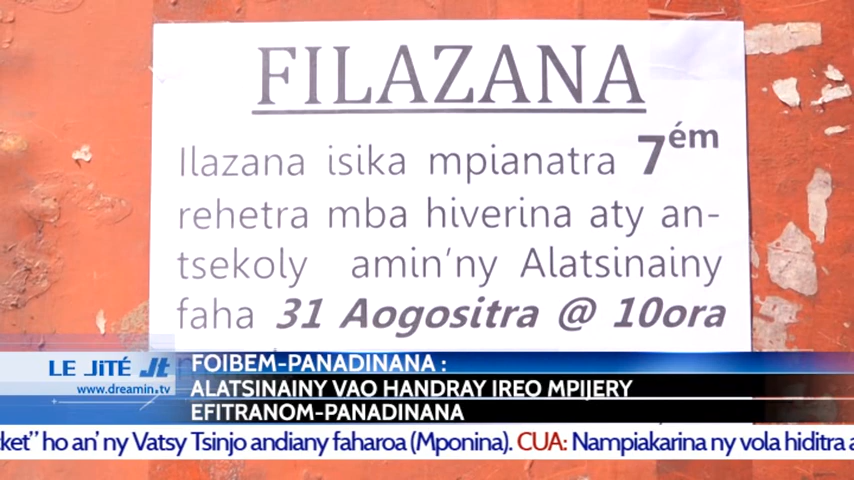 FILAZANA
Ilazana isika mpianatra 7ém
rehetra mba hiverina aty an-
tsekoly amin'ny Alatsinainy
faha 31 Aogositra @ 10ora
LE JiTÉ Jt
www.dreamin.tv
FOIBEM-PANADINANA :
ALATSINAINY VAO HANDRAY IREO MPIJERY
EFITRANOM-PANADINANA
cket" ho an' ny Vatsy Tsinjo andiany faharoa (Mponina). CUA: Nampiakarina ny vola hiditra a